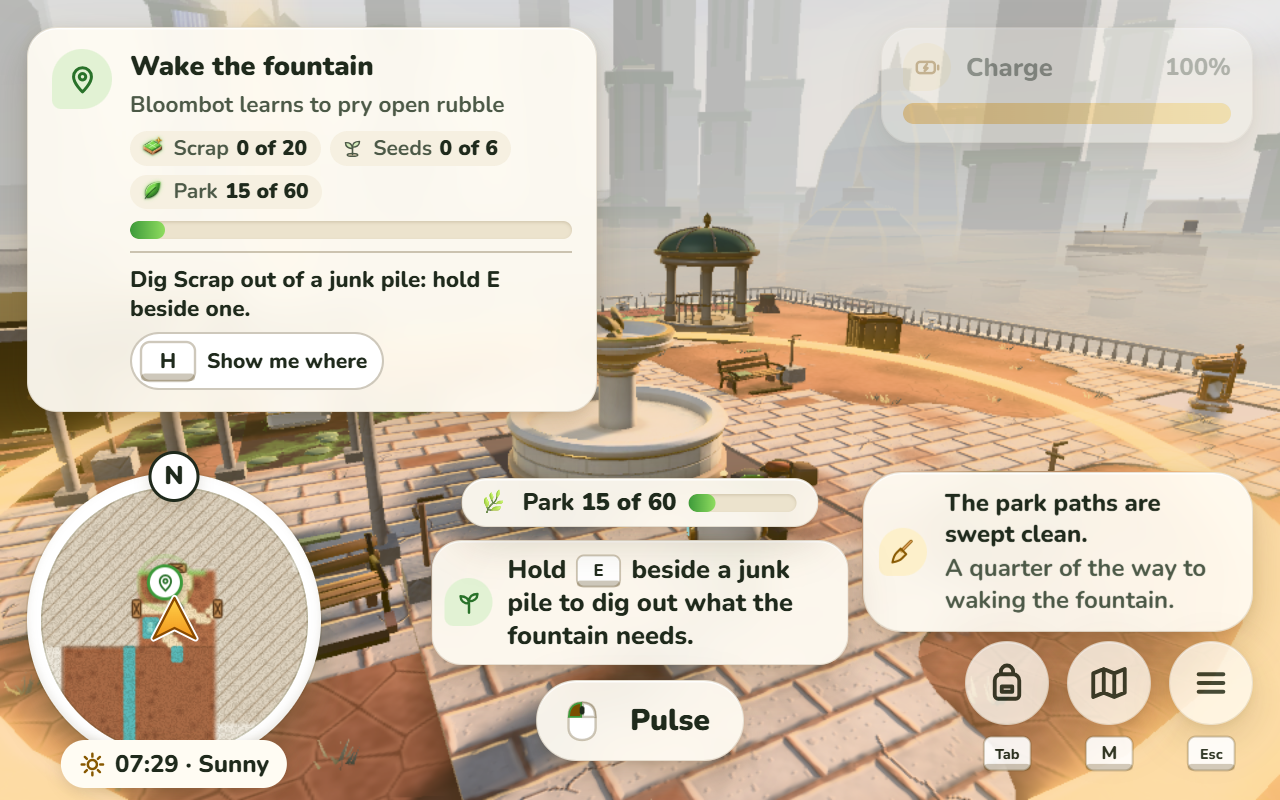 Wake the fountain
Bloombot learns to pry open rubble
Scrap 0 of 20
Seeds 0 of 6
Park 15 of 60
Dig Scrap out of a junk pile: hold E
beside one.
H
Show me where
Charge
100%
N
07:29 · Sunny
Park 15 of 60
Hold E beside a junk
pile to dig out what the
fountain needs.
Pulse
The park paths are
swept clean.
A quarter of the way to
waking the fountain.
Tab
M
Esc